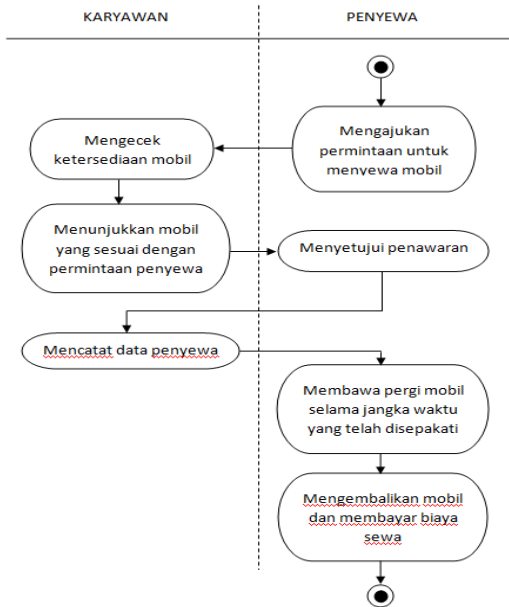 KARYAWAN
PENYEWA
Mengajukan
permintaan untuk
menyewa mobil
Mengecek
ketersediaan mobil
Menunjukkan mobil
yang sesuai dengan
permintaan penyewa
Menyetujui penawaran
Mencatat data penyewa
Membawa pergi mobil
selama jangka waktu
yang telah disepakati
Mengembalikan mobil
dan membayar biaya
sewa